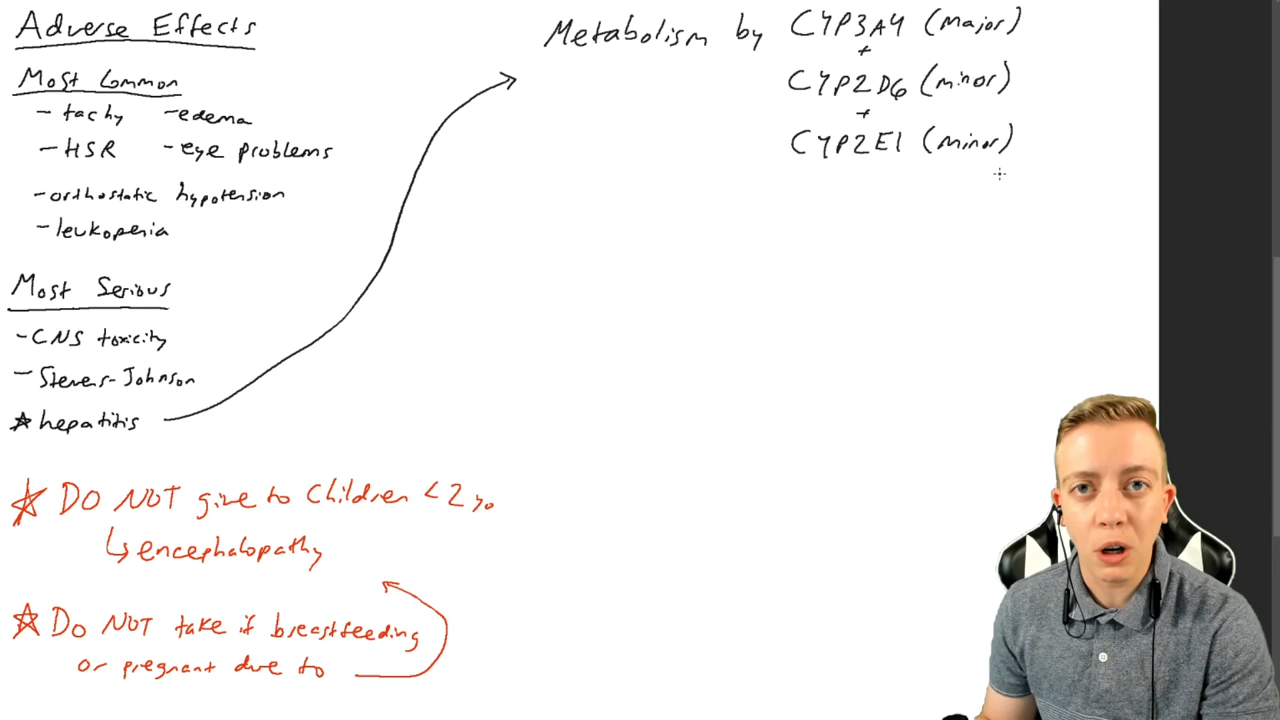 Adverse Effects
Most Common
- tachy - edema
- HSR - eye problems
- orthostatic hypotension
- leukopenia
Most Serious
- CNS toxicity
- Stevens-Johnson
☆ hepatitis
☆ DO NOT give to children < 2 yo
↳ encephalopathy
☆ Do NOT take if breastfeeding
or pregnant due to
Metabolism by CYP3A4 (major)
+
CYP2D6 (minor)
+
CYP2E1 (minor)